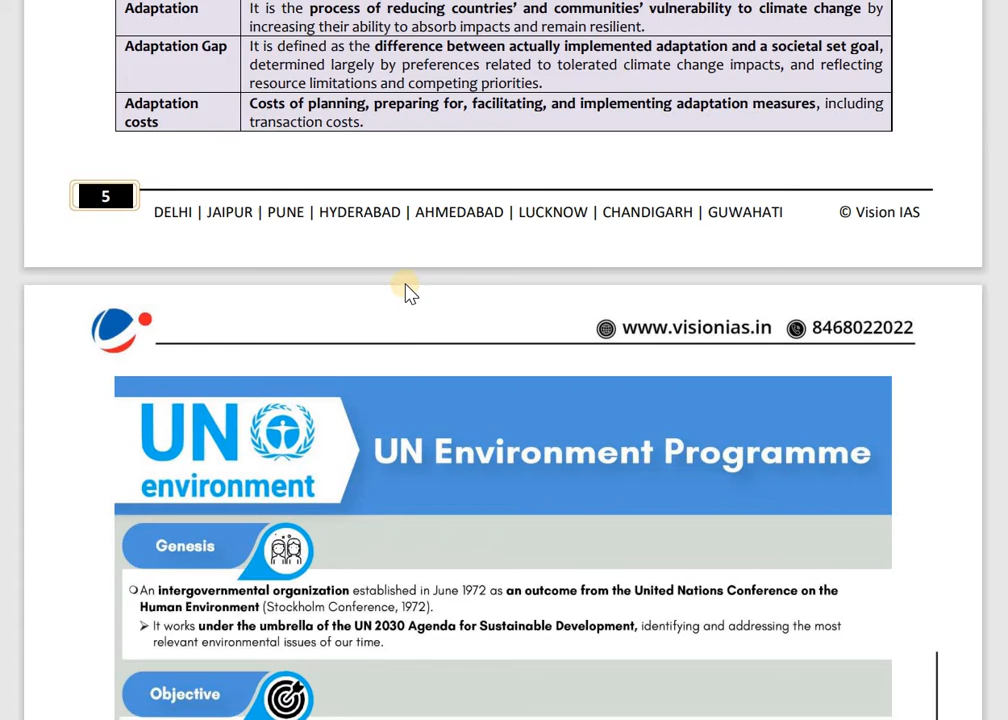 Adaptation It is the process of reducing countries’ and communities’ vulnerability to climate change by
increasing their ability to absorb impacts and remain resilient.
Adaptation Gap It is defined as the difference between actually implemented adaptation and a societal set goal,
determined largely by preferences related to tolerated climate change impacts, and reflecting
resource limitations and competing priorities.
Adaptation Costs of planning, preparing for, facilitating, and implementing adaptation measures, including
costs transaction costs.
5
DELHI | JAIPUR | PUNE | HYDERABAD | AHMEDABAD | LUCKNOW | CHANDIGARH | GUWAHATI © Vision IAS
www.visionias.in 8468022022
UN
environment
UN Environment Programme
Genesis
An intergovernmental organization established in June 1972 as an outcome from the United Nations Conference on the
Human Environment (Stockholm Conference, 1972).
➤ It works under the umbrella of the UN 2030 Agenda for Sustainable Development, identifying and addressing the most
relevant environmental issues of our time.
Objective